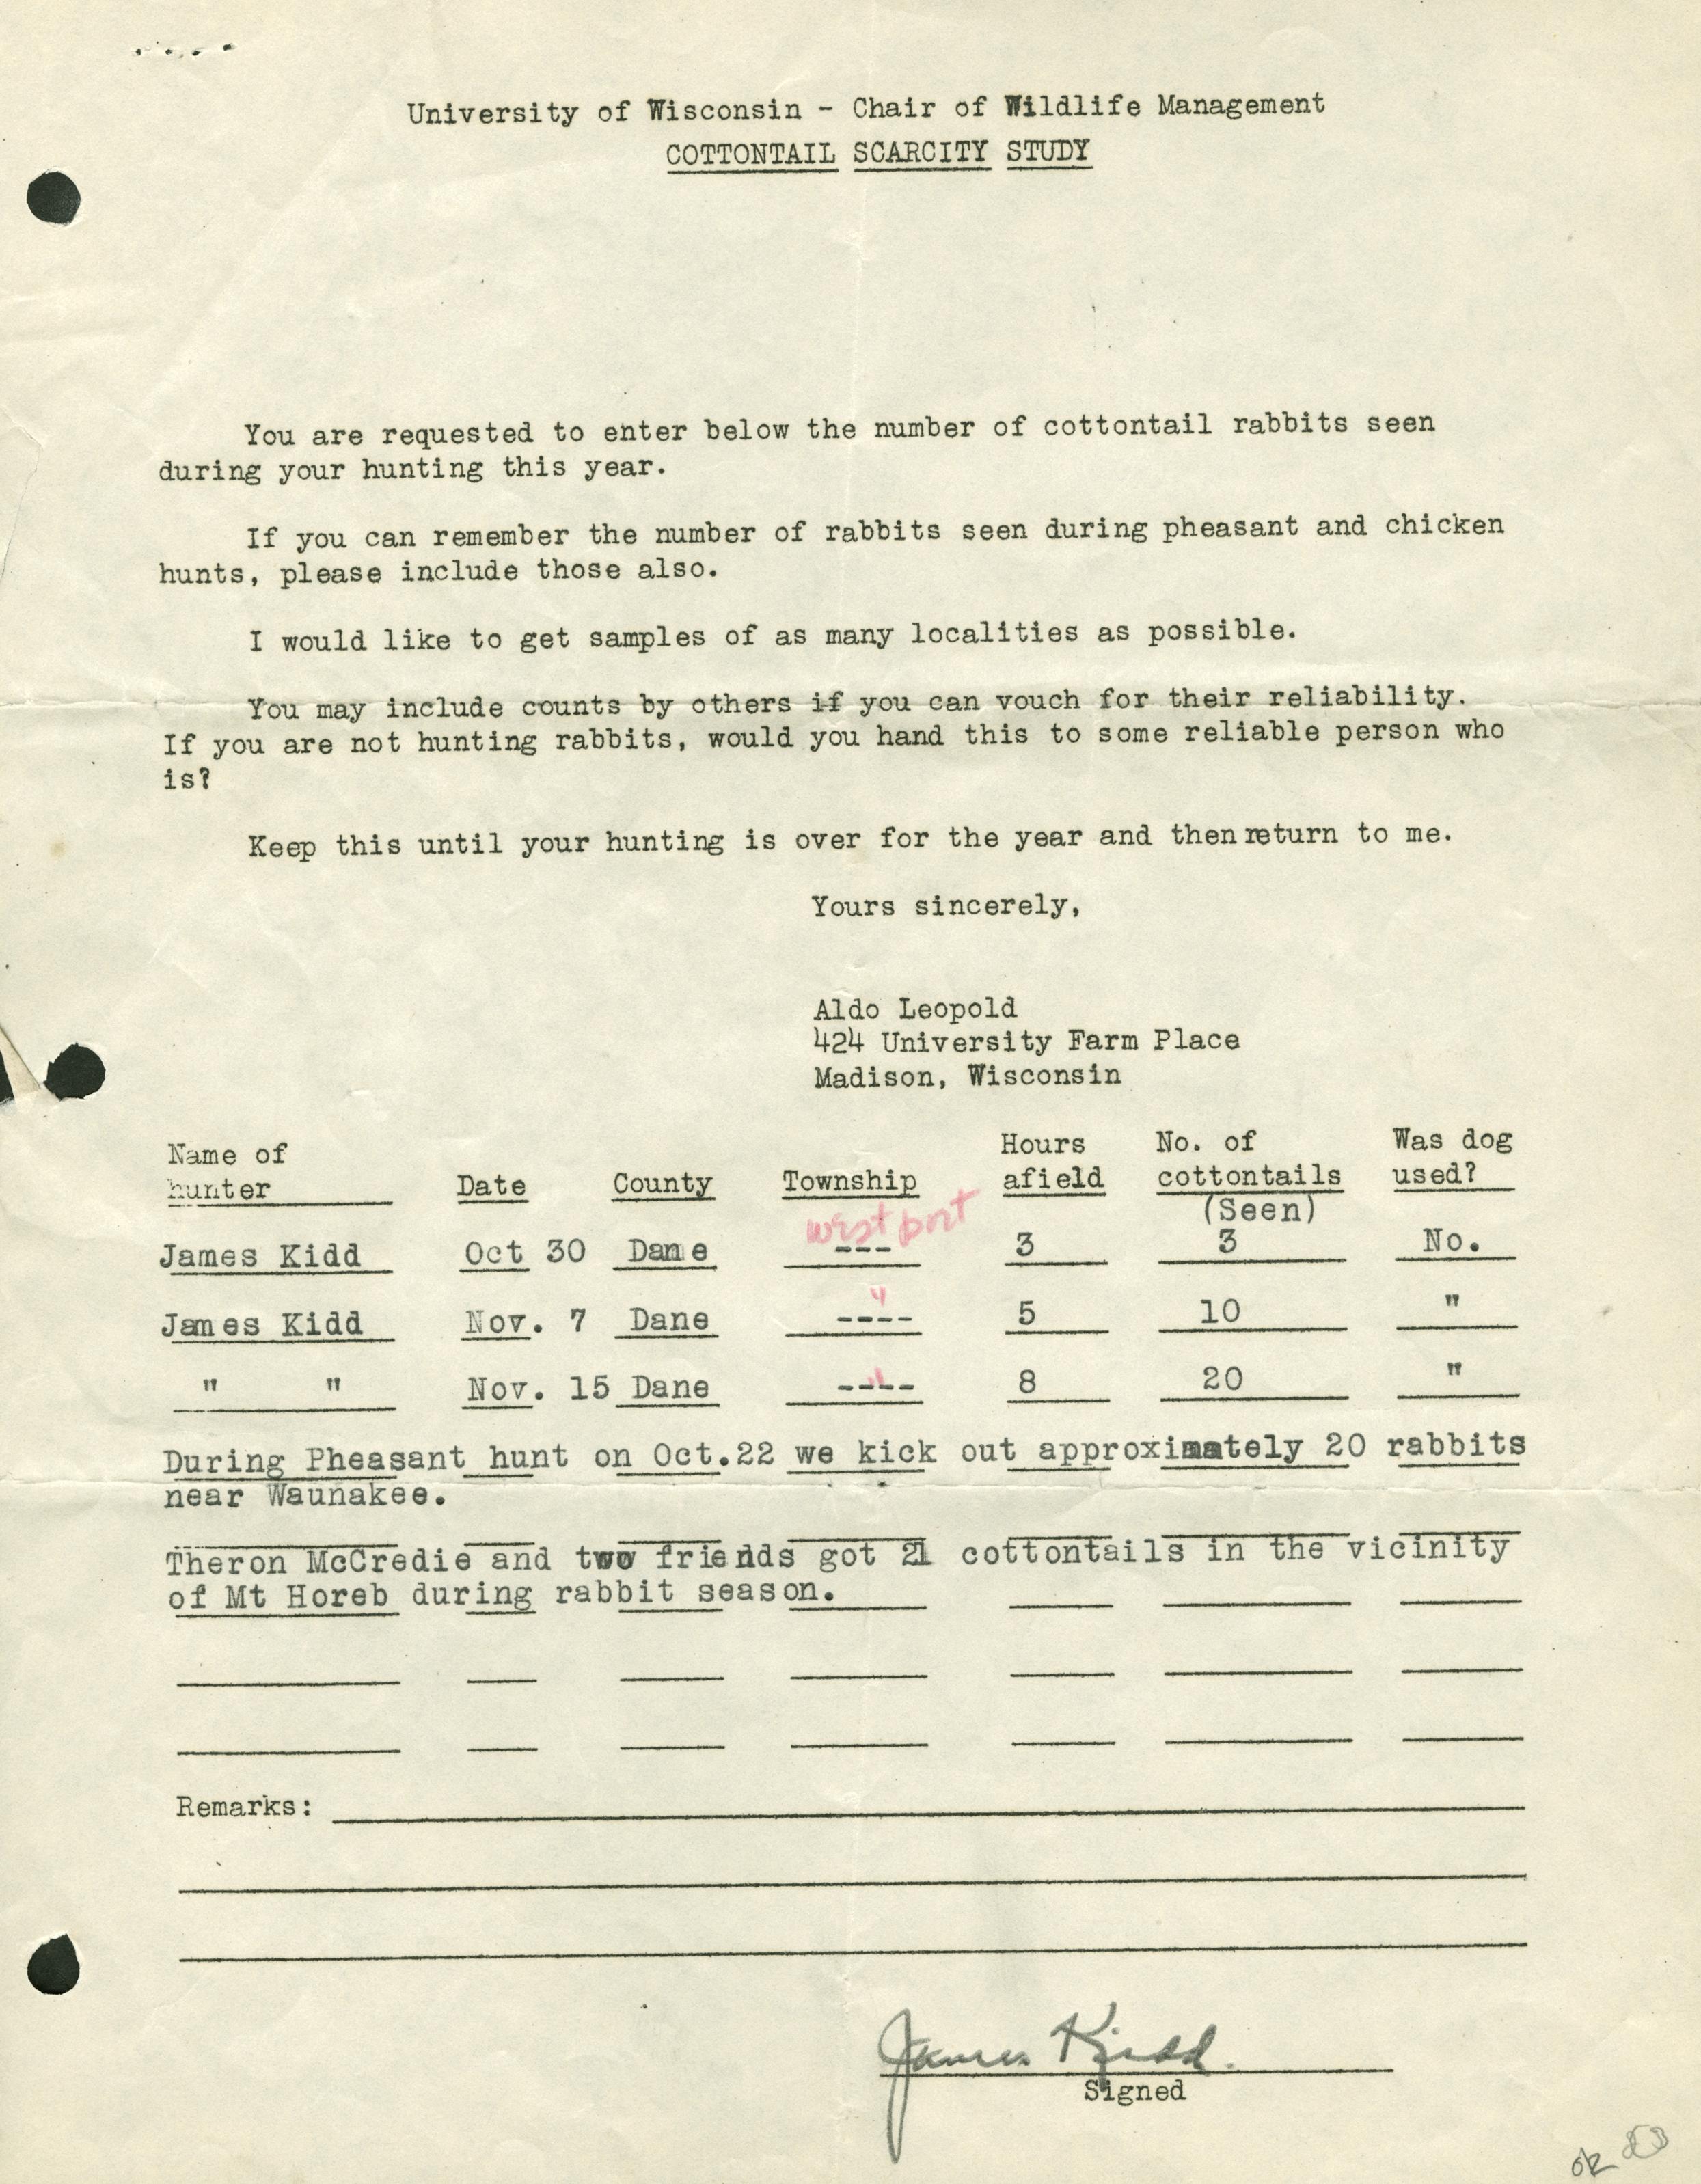 University of Wisconsin - Chair of Wildlife Management
COTTONTAIL SCARCITY STUDY
You are requested to enter below the number of cottontail rabbits seen
during your hunting this year.
If you can remember the number of rabbits seen during pheasant and chicken
hunts, please include those also.
I would like to get samples of as many localities as possible.
You may include counts by others if you can vouch for their reliability.
If you are not hunting rabbits, would you hand this to some reliable person who
is?
Keep this until your hunting is over for the year and then return to me.
Yours sincerely,
Aldo Leopold
424 University Farm Place
Madison, Wisconsin
Name of hunter Date County Township Hours afield No. of cottontails (Seen) Was dog used?
westport
James Kidd Oct 30 Dane --- 3 3 No.
James Kidd Nov. 7 Dane " ---- 5 10 "
" " Nov. 15 Dane " ---- 8 20 "
During Pheasant hunt on Oct.22 we kick out approximately 20 rabbits
near Waunakee.
Theron McCredie and two friends got 21 cottontails in the vicinity
of Mt Horeb during rabbit season.
Remarks:
James Kidd.
Signed
OK